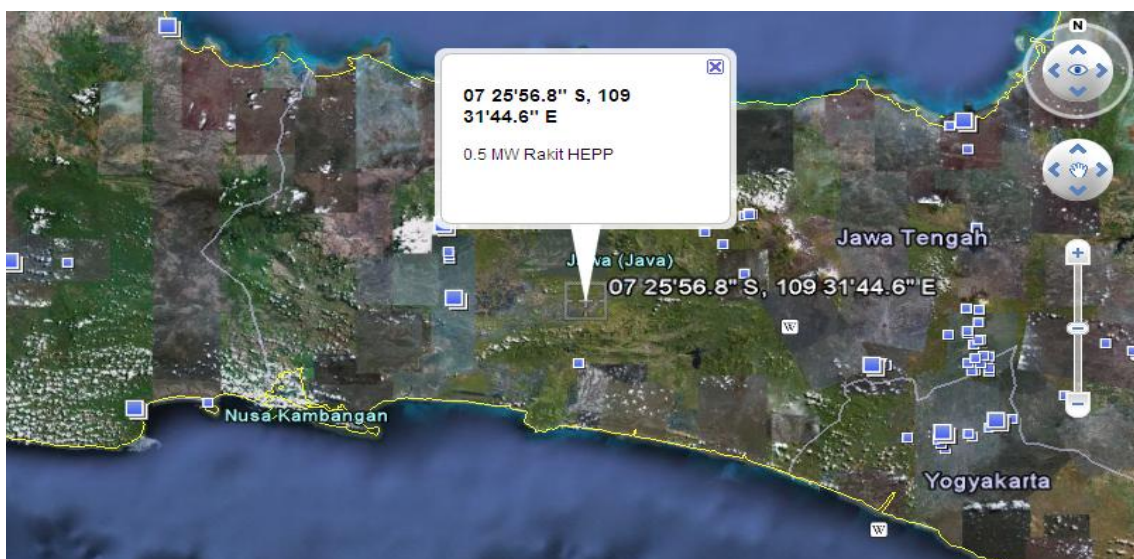 N
07 25'56.8" S, 109
31'44.6" E
0.5 MW Rakit HEPP
Jawa Tengah
Jawa (Java)
07 25'56.8" S, 109 31'44.6" E
W
Nusa Kambangan
Yogyakarta
W